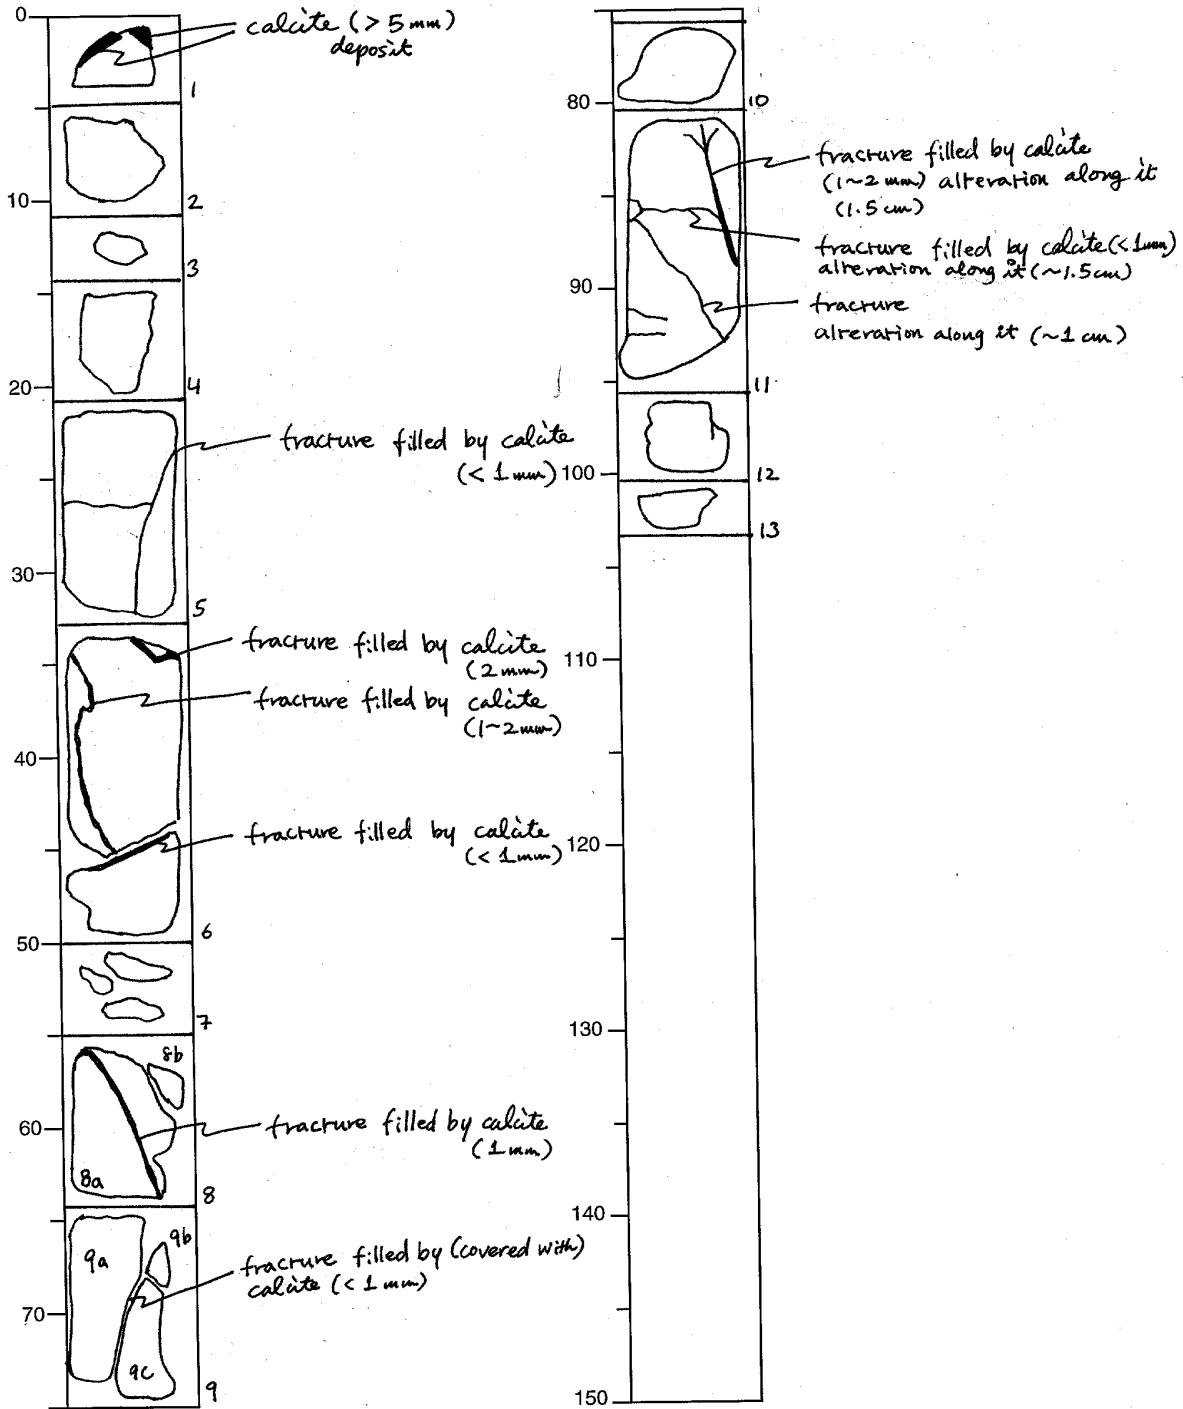 0
calcite (> 5 mm)
deposit
1
2
10
3
4
20
fracture filled by calcite
(< 1 mm)
30
5
fracture filled by calcite
(2 mm)
fracture filled by calcite
(1~2 mm)
40
fracture filled by calcite
(< 1 mm)
6
50
7
8b
60
fracture filled by calcite
(1 mm)
8a
8
9b
9a
fracture filled by (covered with)
calcite (< 1 mm)
70
9c
9
80
10
fracture filled by calcite
(1~2 mm) alteration along it
(1.5 cm)
fracture filled by calcite (< 1 mm)
alteration along it (~1.5 cm)
90
fracture
alteration along it (~1 cm)
11
100
12
13
110
120
130
140
150